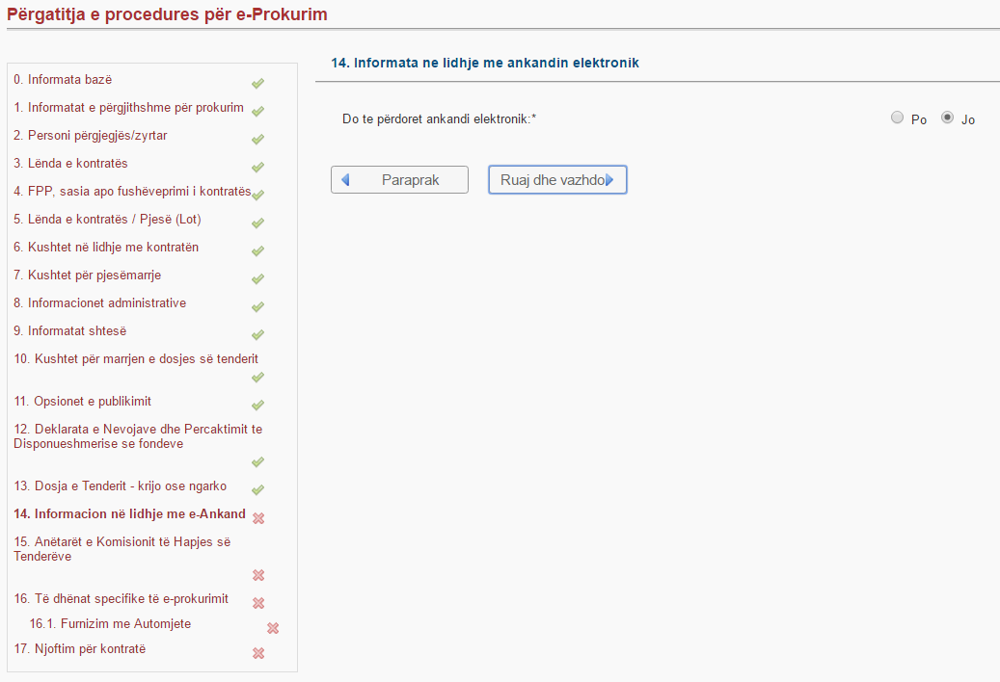 Përgatitja e procedures për e-Prokurim
0. Informata bazë
1. Informatat e përgjithshme për prokurim
2. Personi përgjegjës/zyrtar
3. Lënda e kontratës
4. FPP, sasia apo fushëveprimi i kontratës
5. Lënda e kontratës / Pjesë (Lot)
6. Kushtet në lidhje me kontratën
7. Kushtet për pjesëmarrje
8. Informacionet administrative
9. Informatat shtesë
10. Kushtet për marrjen e dosjes së tenderit
11. Opsionet e publikimit
12. Deklarata e Nevojave dhe Percaktimit te
Disponueshmerise se fondeve
13. Dosja e Tenderit - krijo ose ngarko
14. Informacion në lidhje me e-Ankand
15. Anëtarët e Komisionit të Hapjes së
Tenderëve
16. Të dhënat specifike të e-prokurimit
16.1. Furnizim me Automjete
17. Njoftim për kontratë
14. Informata ne lidhje me ankandin elektronik
Do te përdoret ankandi elektronik:*
Po Jo
Paraprak
Ruaj dhe vazhdo